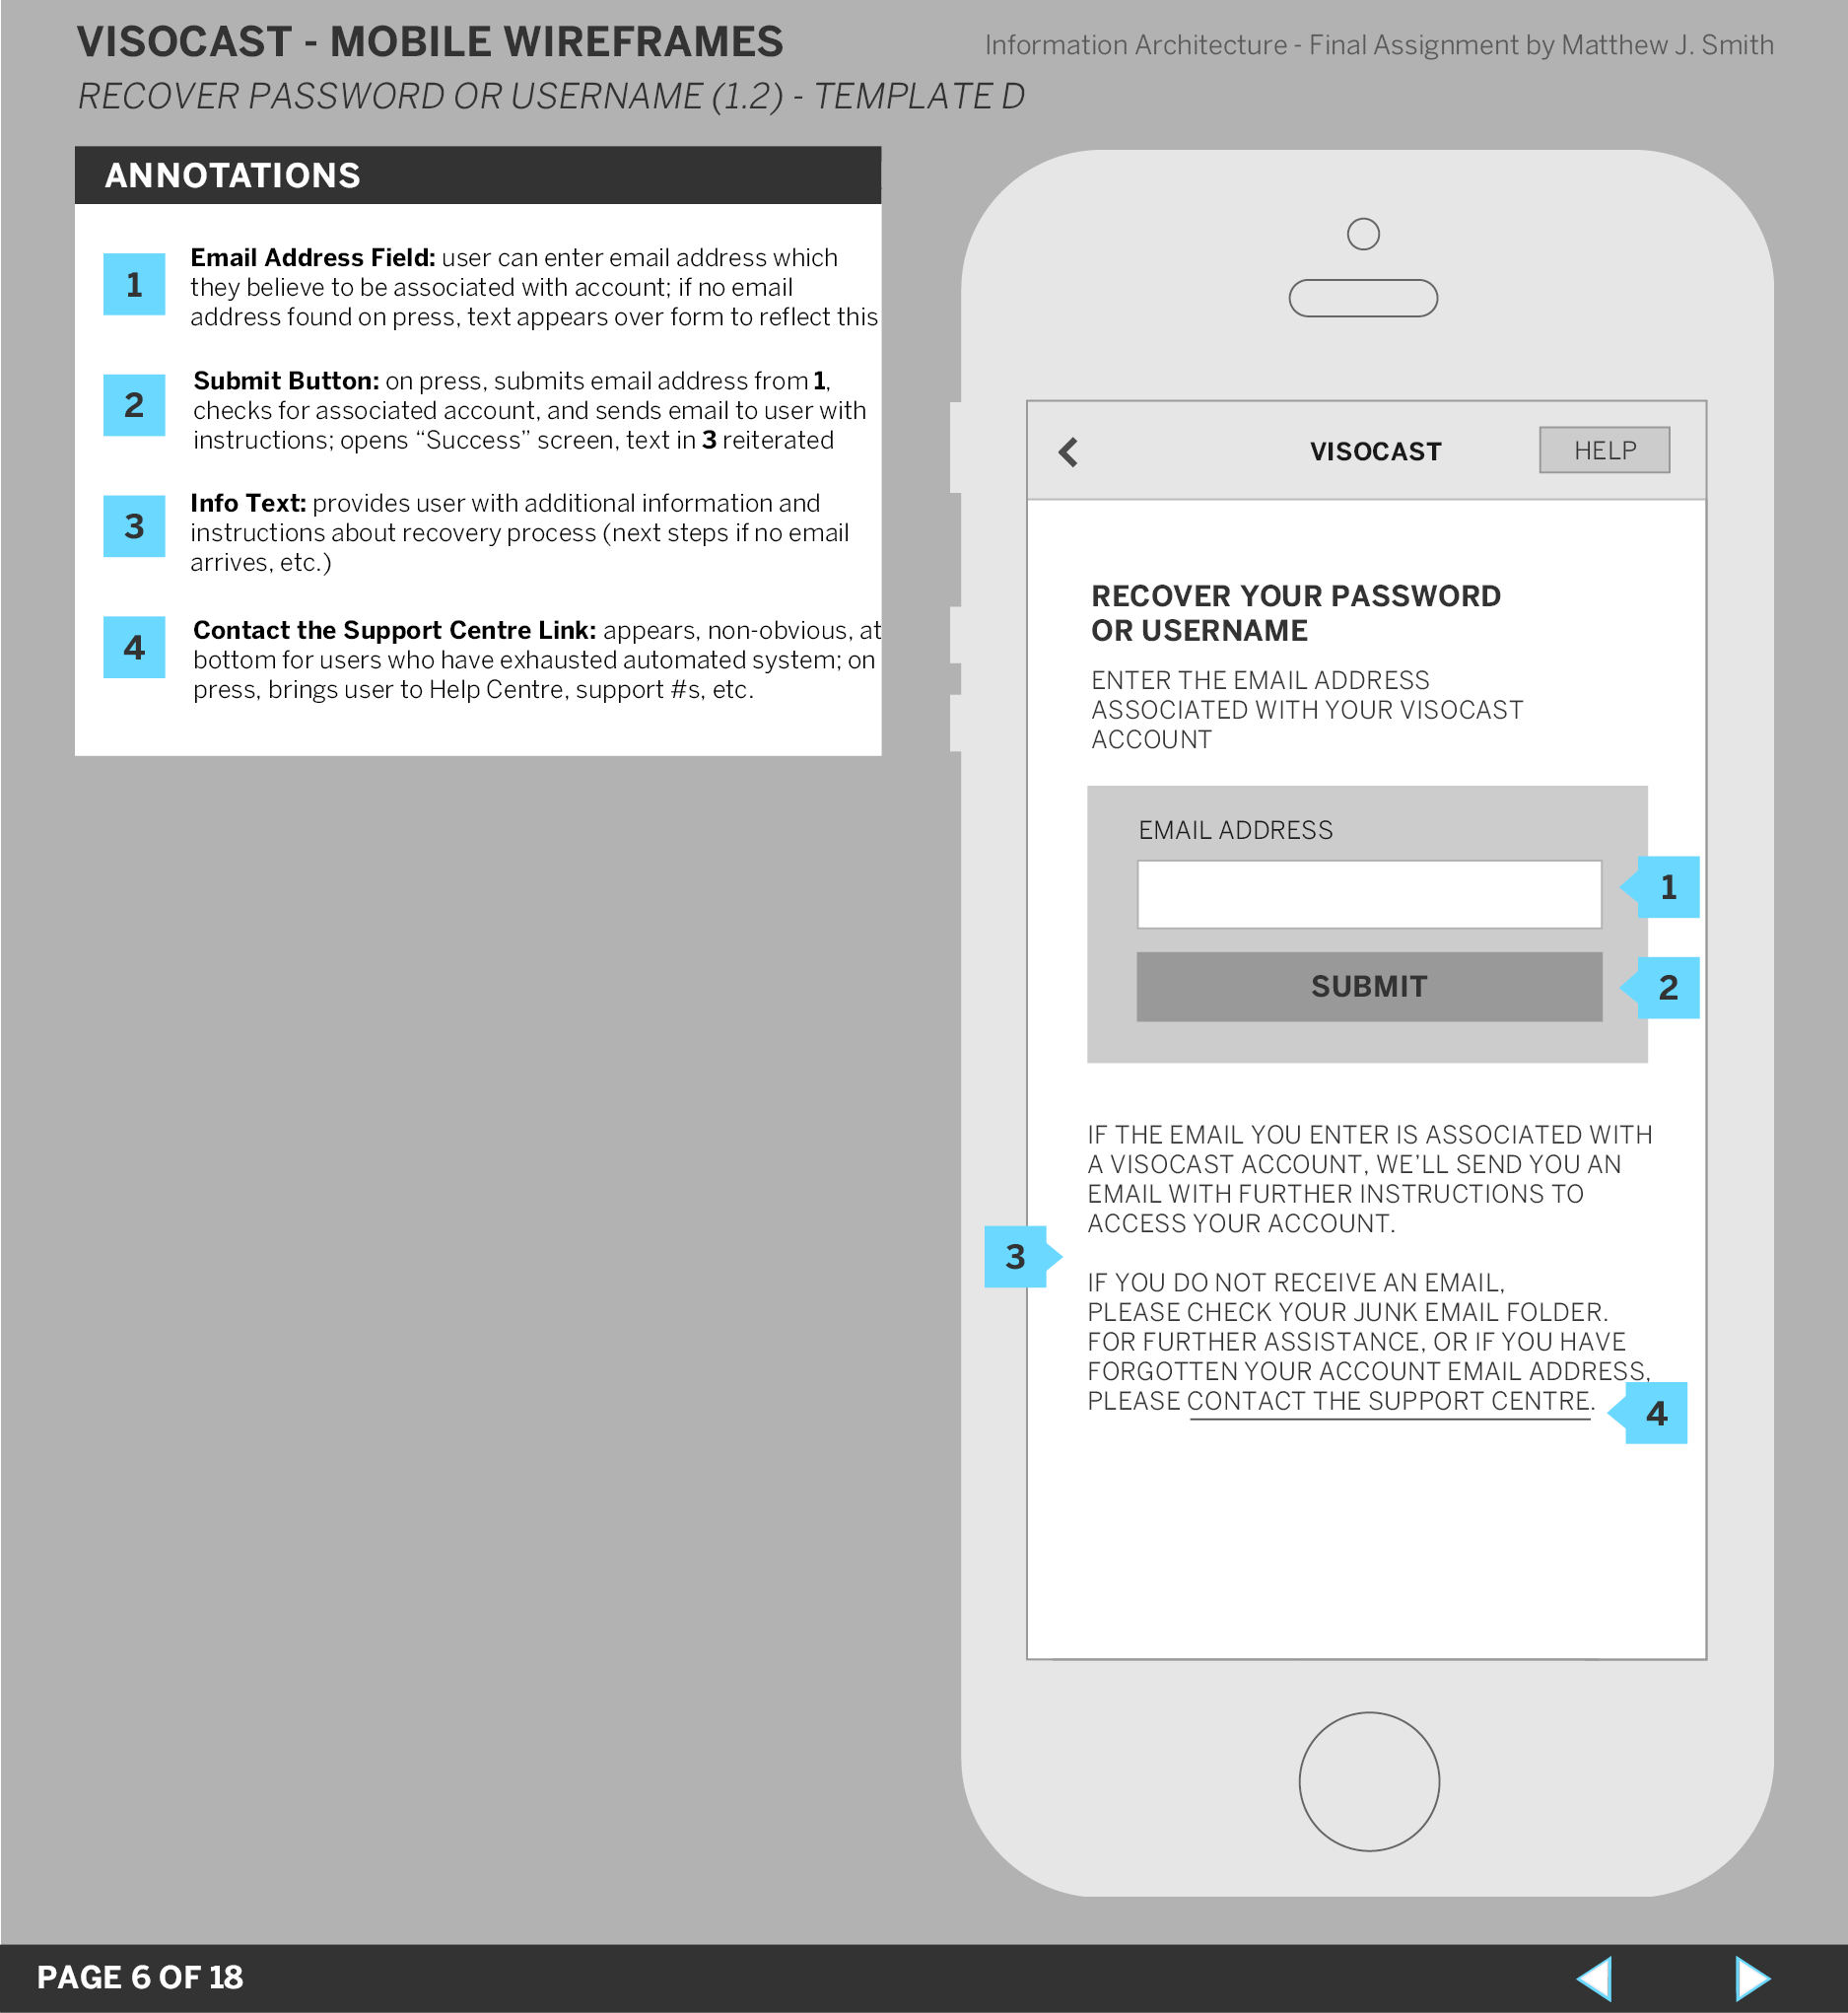 VISOCAST - MOBILE WIREFRAMES
Information Architecture - Final Assignment by Matthew J. Smith
RECOVER PASSWORD OR USERNAME (1.2) - TEMPLATE D
ANNOTATIONS
1
Email Address Field: user can enter email address which
they believe to be associated with account; if no email
address found on press, text appears over form to reflect this
2
Submit Button: on press, submits email address from 1,
checks for associated account, and sends email to user with
instructions; opens “Success” screen, text in 3 reiterated
3
Info Text: provides user with additional information and
instructions about recovery process (next steps if no email
arrives, etc.)
4
Contact the Support Centre Link: appears, non-obvious, at
bottom for users who have exhausted automated system; on
press, brings user to Help Centre, support #s, etc.
VISOCAST
HELP
RECOVER YOUR PASSWORD
OR USERNAME
ENTER THE EMAIL ADDRESS
ASSOCIATED WITH YOUR VISOCAST
ACCOUNT
EMAIL ADDRESS
1
SUBMIT
2
IF THE EMAIL YOU ENTER IS ASSOCIATED WITH
A VISOCAST ACCOUNT, WE’LL SEND YOU AN
EMAIL WITH FURTHER INSTRUCTIONS TO
ACCESS YOUR ACCOUNT.
3
IF YOU DO NOT RECEIVE AN EMAIL,
PLEASE CHECK YOUR JUNK EMAIL FOLDER.
FOR FURTHER ASSISTANCE, OR IF YOU HAVE
FORGOTTEN YOUR ACCOUNT EMAIL ADDRESS,
PLEASE CONTACT THE SUPPORT CENTRE.
4
PAGE 6 OF 18